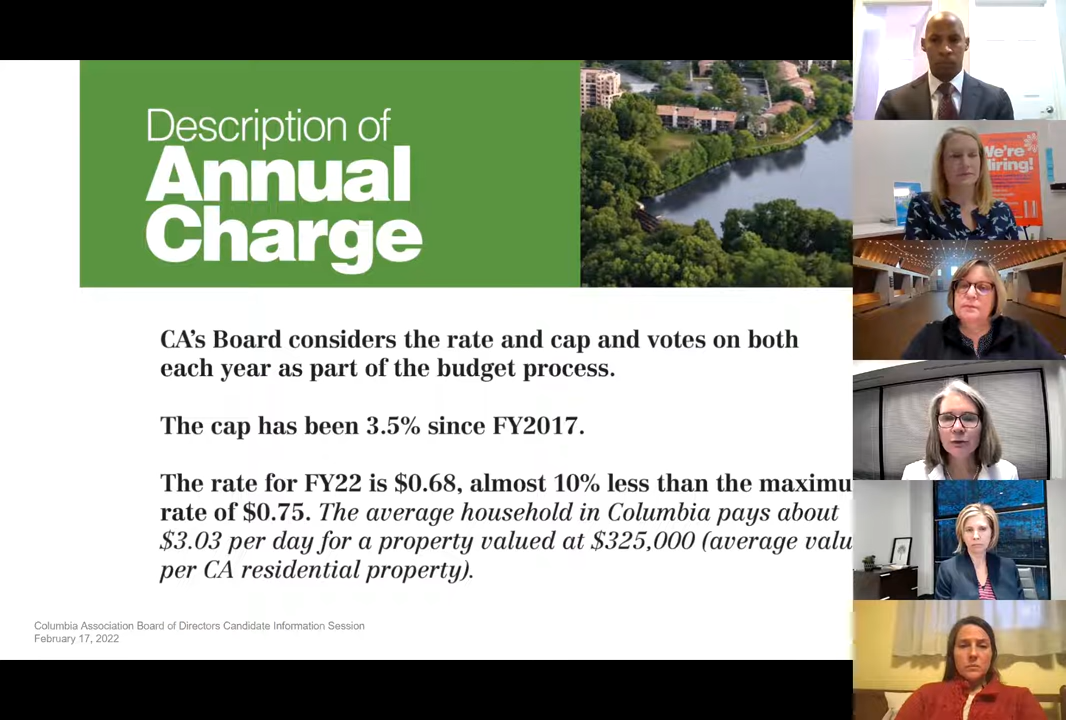 Description of
Annual
Charge
CA's Board considers the rate and cap and votes on both
each year as part of the budget process.
The cap has been 3.5% since FY2017.
The rate for FY22 is $0.68, almost 10% less than the maximu
rate of $0.75. The average household in Columbia pays about
$3.03 per day for a property valued at $325,000 (average valu
per CA residential property).
Columbia Association Board of Directors Candidate Information Session
February 17, 2022
We're
Hiring!